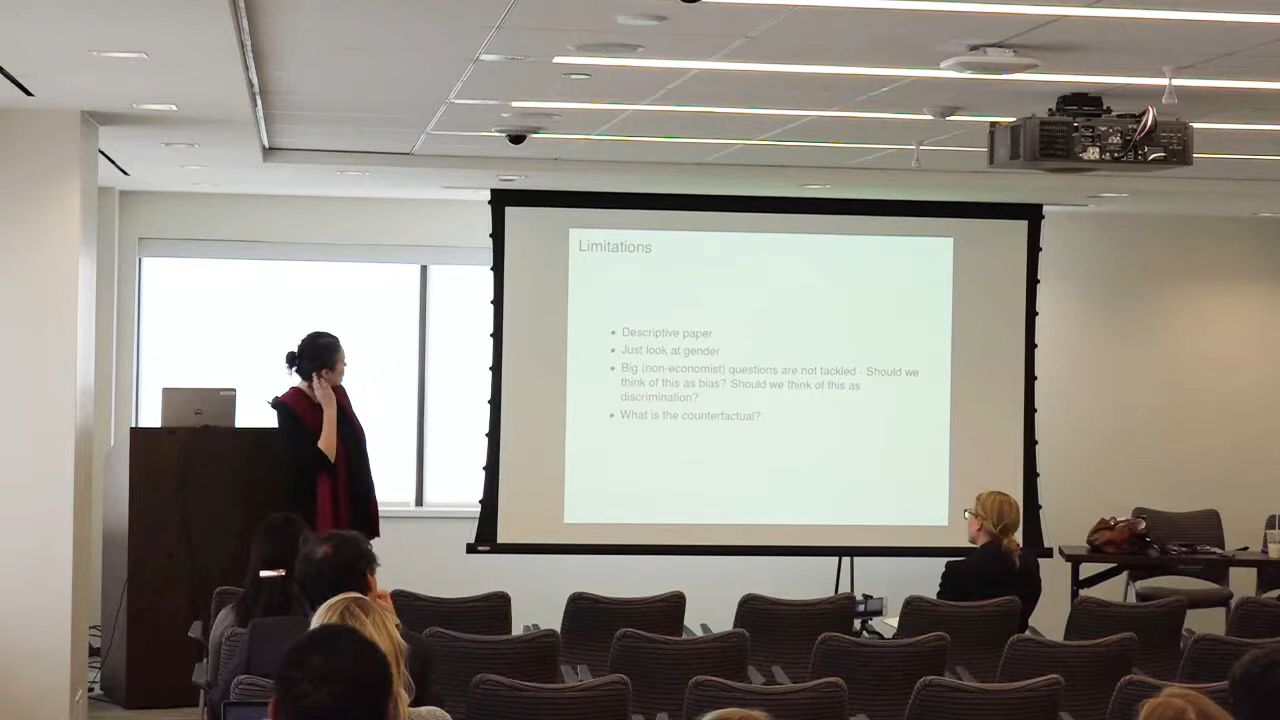 Limitations
Descriptive paper
Just look at gender
Big (non-economist) questions are not tackled - Should we
think of this as bias? Should we think of this as
discrimination?
What is the counterfactual?